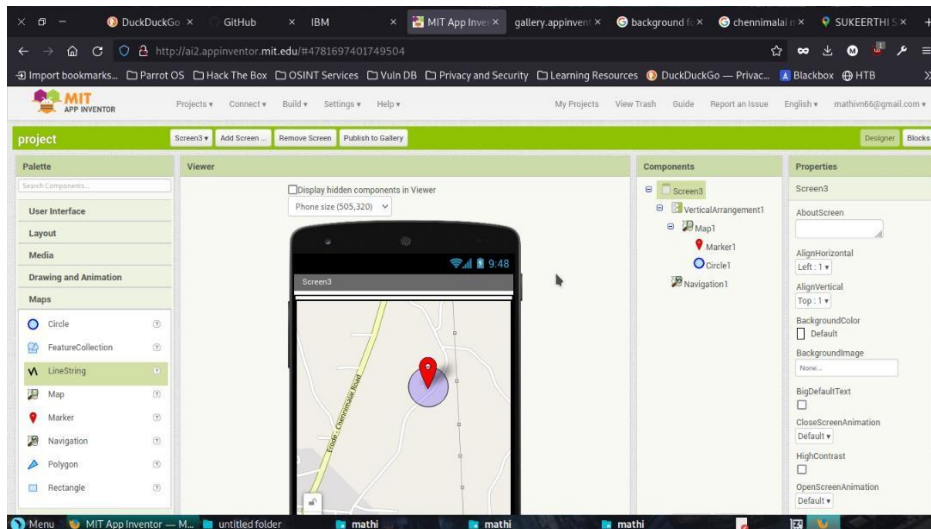 DuckDuckGo
GitHub
IBM
MIT App Inven
gallery.appinvent
background fo
chennimalai
SUKEERTHI S
http://ai2.appinventor.mit.edu/#4781697401749504
Import bookmarks...
Parrot OS
Hack The Box
OSINT Services
Vuln DB
Privacy and Security
Learning Resources
DuckDuckGo — Privac...
Blackbox
HTB
MIT
APP INVENTOR
Projects
Connect
Build
Settings
Help
My Projects
View Trash
Guide
Report an Issue
English
mathivn66@gmail.com
project
Screen3
Add Screen ...
Remove Screen
Publish to Gallery
Designer
Blocks
Palette
Search Components...
User Interface
Layout
Media
Drawing and Animation
Maps
Circle
FeatureCollection
LineString
Map
Marker
Navigation
Polygon
Rectangle
Viewer
Display hidden components in Viewer
Phone size (505,320)
9:48
Screen3
Erode - Chennimalai Road
Components
Screen3
VerticalArrangement1
Map1
Marker1
Circle1
Navigation1
Properties
Screen3
AboutScreen
AlignHorizontal
Left : 1
AlignVertical
Top : 1
BackgroundColor
Default
BackgroundImage
None...
BigDefaultText
CloseScreenAnimation
Default
HighContrast
OpenScreenAnimation
Default
Menu
MIT App Inventor — M...
untitled folder
mathi
mathi
mathi